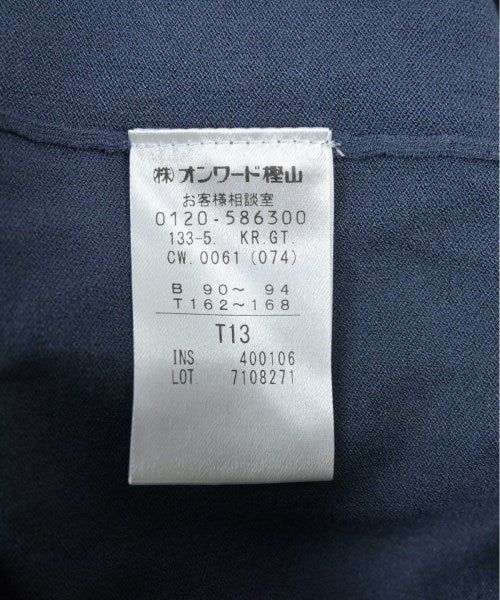 ㈱オンワード樫山
お客様相談室
0120-586300
133-5. KR.GT.
CW.0061(074)
B 90～ 94
T162～168
T13
INS. 400106
LOT. 7108271